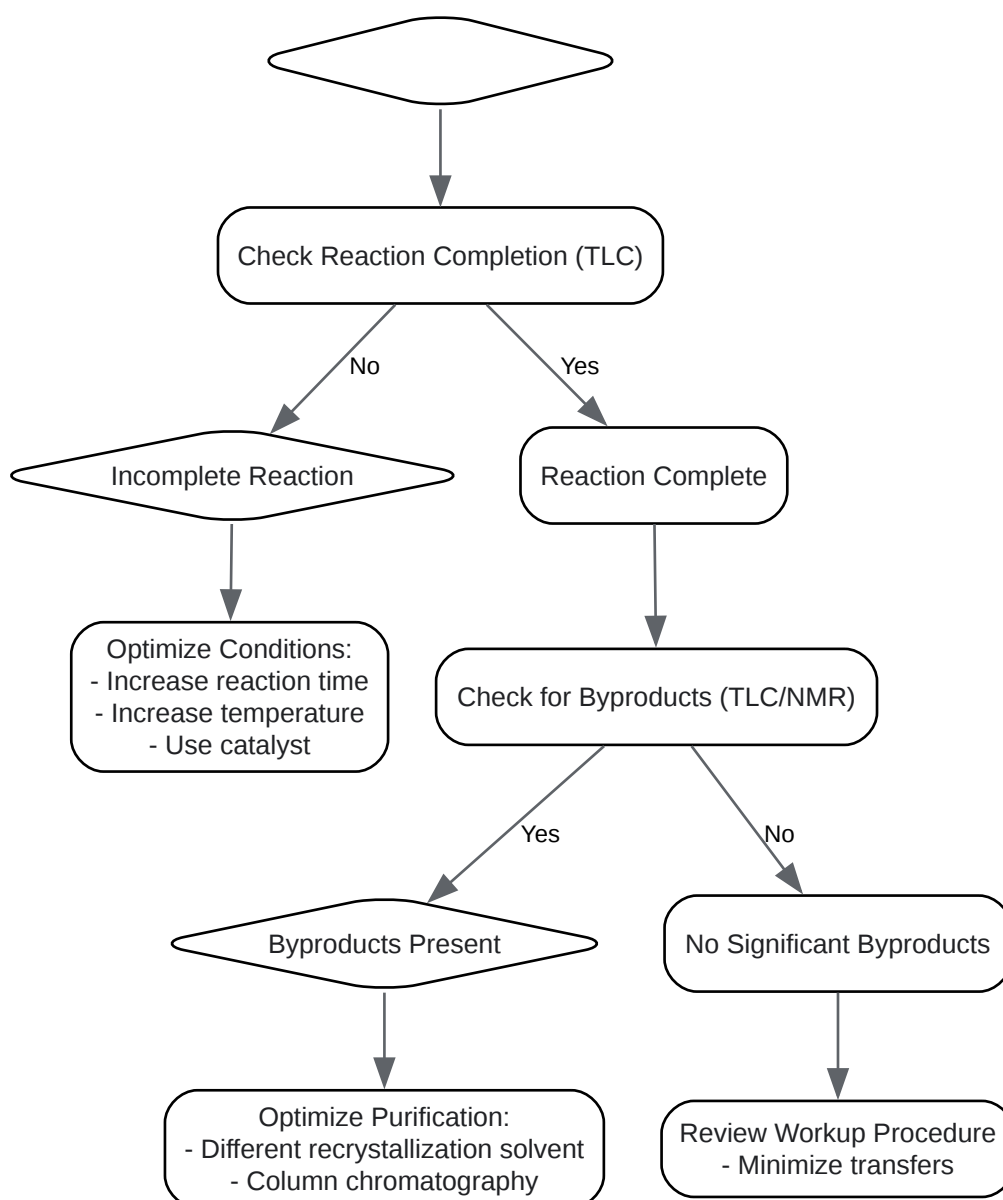 Check Reaction Completion (TLC)
No
Yes
Incomplete Reaction
Reaction Complete
Optimize Conditions:
- Increase reaction time
- Increase temperature
- Use catalyst
Check for Byproducts (TLC/NMR)
Yes
No
Byproducts Present
No Significant Byproducts
Optimize Purification:
- Different recrystallization solvent
- Column chromatography
Review Workup Procedure
- Minimize transfers